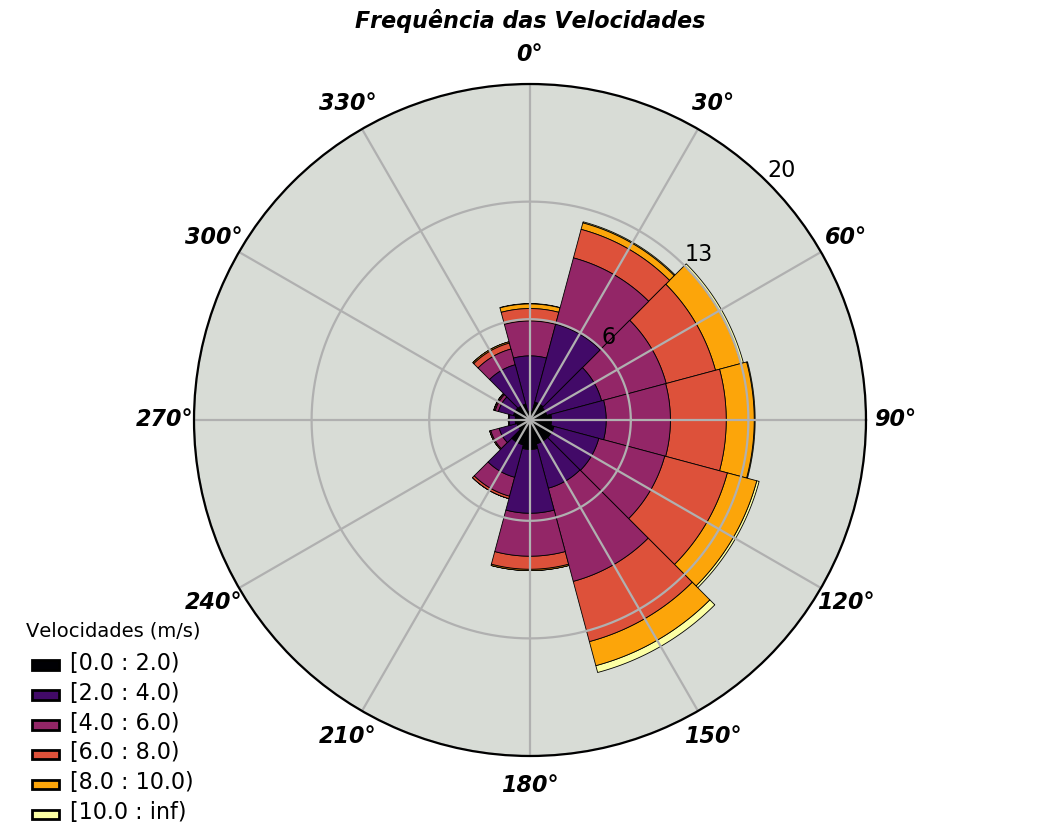 Frequência das Velocidades
0°
330°
30°
20
300°
60°
13
6
270°
90°
240°
120°
210°
150°
180°
Velocidades (m/s)
[0.0 : 2.0)
[2.0 : 4.0)
[4.0 : 6.0)
[6.0 : 8.0)
[8.0 : 10.0)
[10.0 : inf)